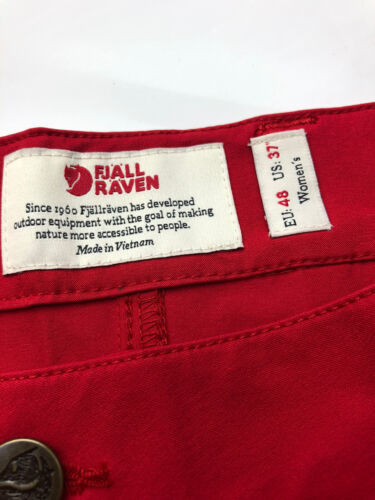 FJÄLL
RÄVEN
Since 1960 Fjällräven has developed
outdoor equipment with the goal of making
nature more accessible to people.
Made in Vietnam
EU: 48 US: 37
Women's